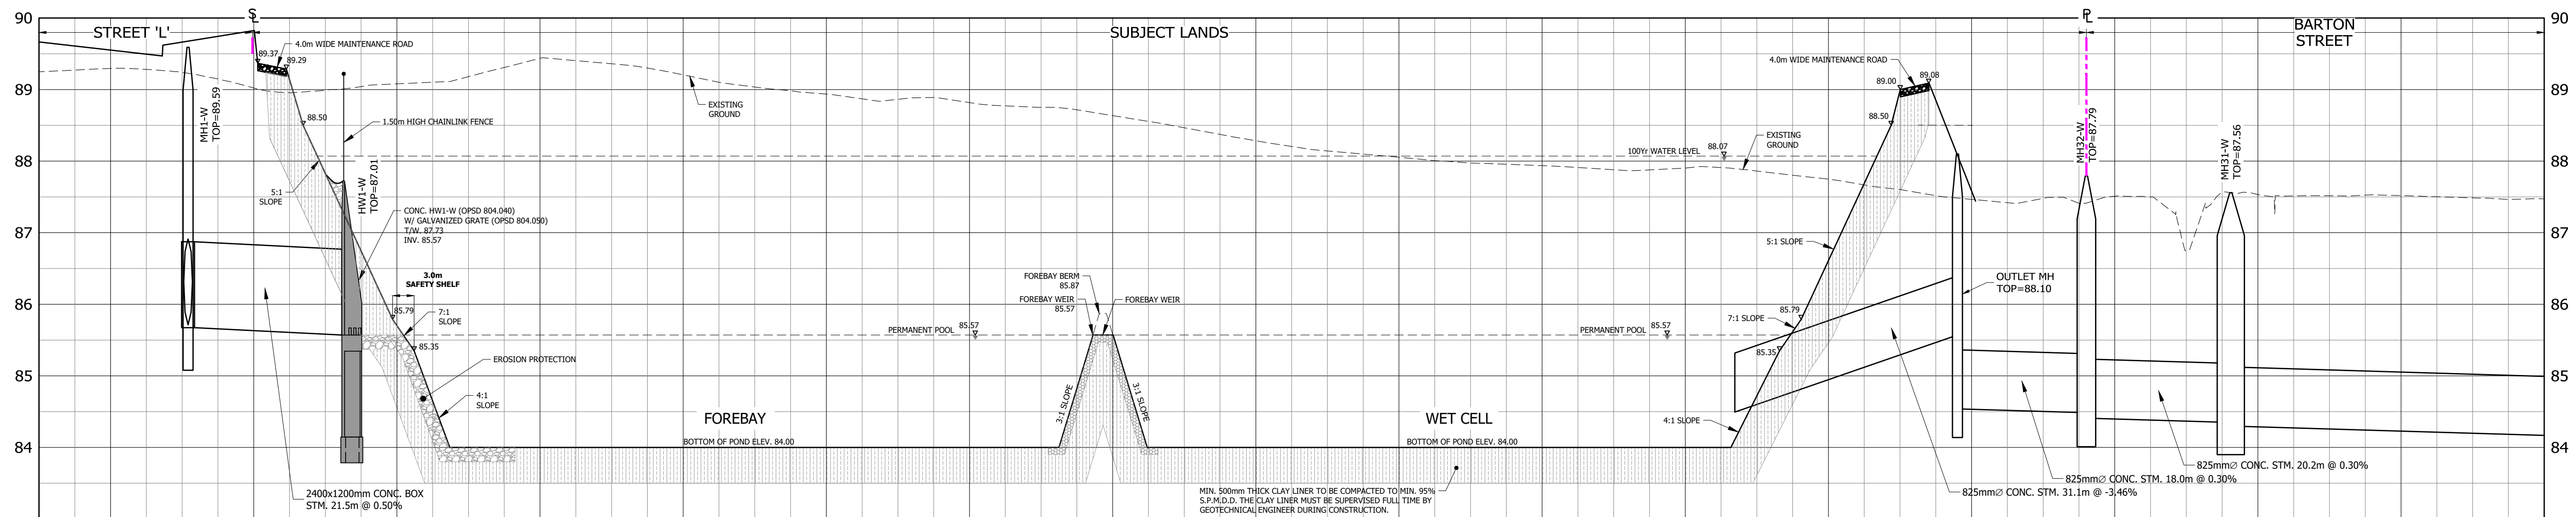 90
STREET 'L'
SL
SUBJECT LANDS
PL
BARTON
STREET
90
4.0m WIDE MAINTENANCE ROAD
89.37
89.29
4.0m WIDE MAINTENANCE ROAD
89.00
89.08
89
MH1-W
TOP=89.59
EXISTING
GROUND
89
88.50
1.50m HIGH CHAINLINK FENCE
88.50
EXISTING
GROUND
MH32-W
TOP=87.79
MH31-W
TOP=87.56
88
100Yr WATER LEVEL
88.07
88
5:1
SLOPE
HW1-W
TOP=87.01
CONC. HW1-W (OPSD 804.040)
W/ GALVANIZED GRATE (OPSD 804.050)
T/W. 87.73
INV. 85.57
87
5:1 SLOPE
87
3.0m
SAFETY SHELF
FOREBAY BERM
85.87
OUTLET MH
TOP=88.10
86
FOREBAY WEIR
85.57
FOREBAY WEIR
86
85.79
7:1
SLOPE
PERMANENT POOL
85.57
PERMANENT POOL
85.57
7:1 SLOPE
85.79
85.35
85.35
EROSION PROTECTION
85
85
4:1
SLOPE
3:1 SLOPE
3:1 SLOPE
FOREBAY
WET CELL
4:1 SLOPE
84
BOTTOM OF POND ELEV. 84.00
BOTTOM OF POND ELEV. 84.00
84
825mm∅ CONC. STM. 20.2m @ 0.30%
825mm∅ CONC. STM. 18.0m @ 0.30%
825mm∅ CONC. STM. 31.1m @ -3.46%
2400x1200mm CONC. BOX
STM. 21.5m @ 0.50%
MIN. 500mm THICK CLAY LINER TO BE COMPACTED TO MIN. 95%
S.P.M.D.D. THE CLAY LINER MUST BE SUPERVISED FULL TIME BY
GEOTECHNICAL ENGINEER DURING CONSTRUCTION.